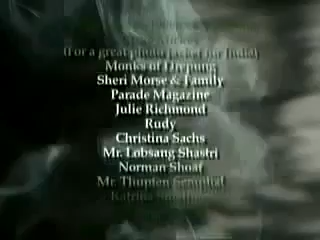 (For a great photo jacket for India)
Monks of Drepung
Sheri Morse & Family
Parade Magazine
Julie Richmond
Rudy
Christina Sachs
Mr. Lobsang Shastri
Norman Shoaf
Mr. Thupten
Katrina